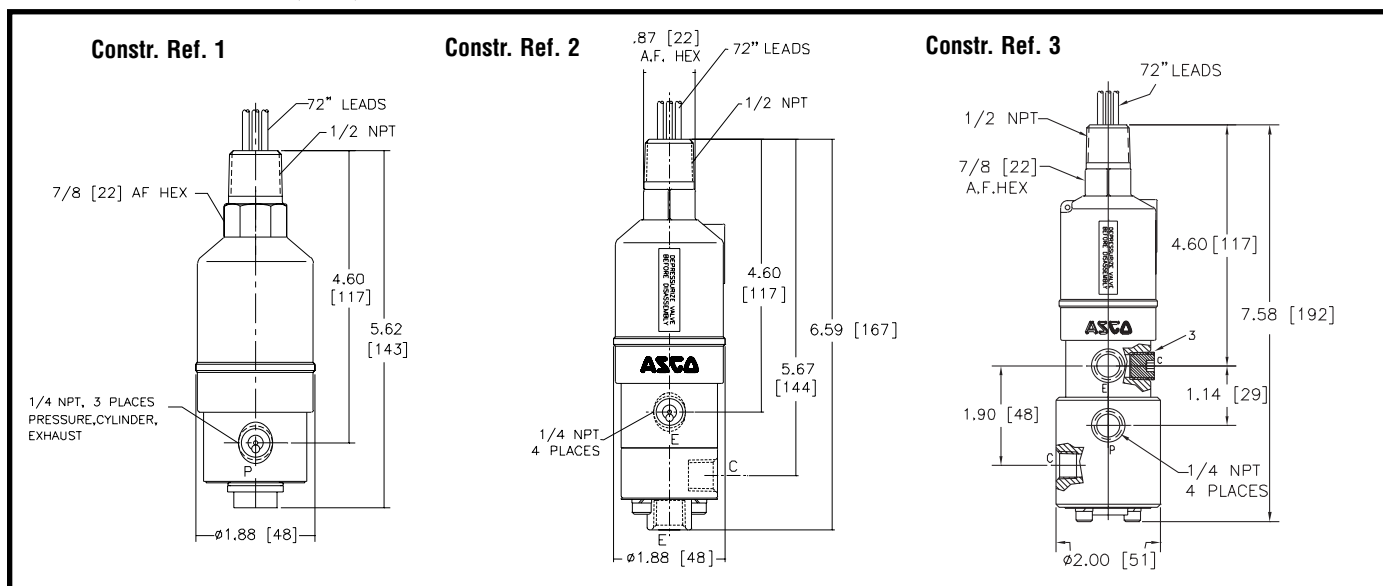 Constr. Ref. 1
72" LEADS
1/2 NPT
7/8 [22] AF HEX
4.60
[117]
5.62
[143]
1/4 NPT, 3 PLACES
PRESSURE,CYLINDER,
EXHAUST
P
ø1.88 [48]
Constr. Ref. 2
.87 [22]
A.F. HEX
72" LEADS
1/2 NPT
DEPRESSURIZE VALVE
BEFORE DISASSEMBLY
4.60
[117]
6.59 [167]
5.67
[144]
ASCO
1/4 NPT
4 PLACES
E
C
E
ø1.88 [48]
Constr. Ref. 3
72" LEADS
1/2 NPT
7/8 [22]
A.F.HEX
DEPRESSURIZE VALVE
BEFORE DISASSEMBLY
4.60 [117]
7.58 [192]
ASCO
3
C
E
1.90 [48]
1.14 [29]
P
C
1/4 NPT
4 PLACES
ø2.00 [51]